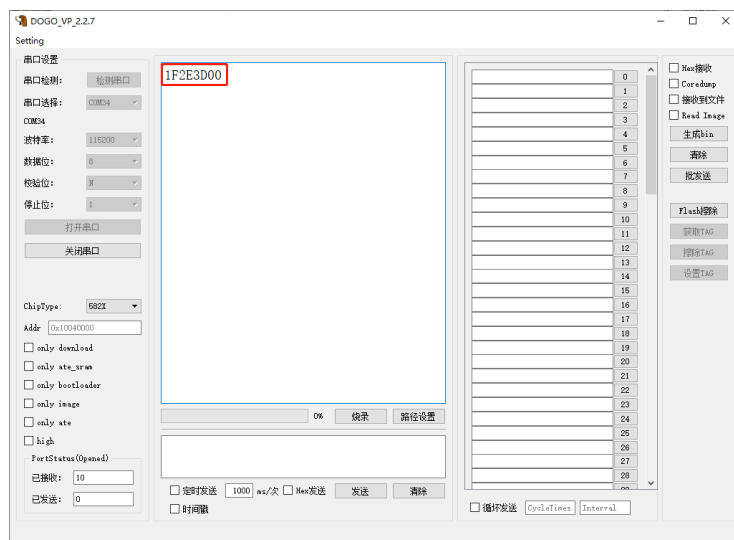 DOGO_VP_2.2.7
Setting
串口设置
串口检测: 检测串口
串口选择: COM34
COM34
波特率: 115200
数据位: 8
校验位: N
停止位: 1
打开串口
关闭串口
ChipType: 582X
Addr 0x10040000
only download
only ate_sram
only bootloader
only image
only ate
high
PortStatus(Opened)
已接收: 10
已发送: 0
1F2E3D00
0% 烧录 路径设置
定时发送 1000 ms/次 Hex发送 发送 清除
时间戳
0
1
2
3
4
5
6
7
8
9
10
11
12
13
14
15
16
17
18
19
20
21
22
23
24
25
26
27
28
循环发送 CycleTimes Interval
Hex接收
Coredump
接收到文件
Read Image
生成bin
清除
批发送
Flash擦除
获取TAG
擦除TAG
设置TAG